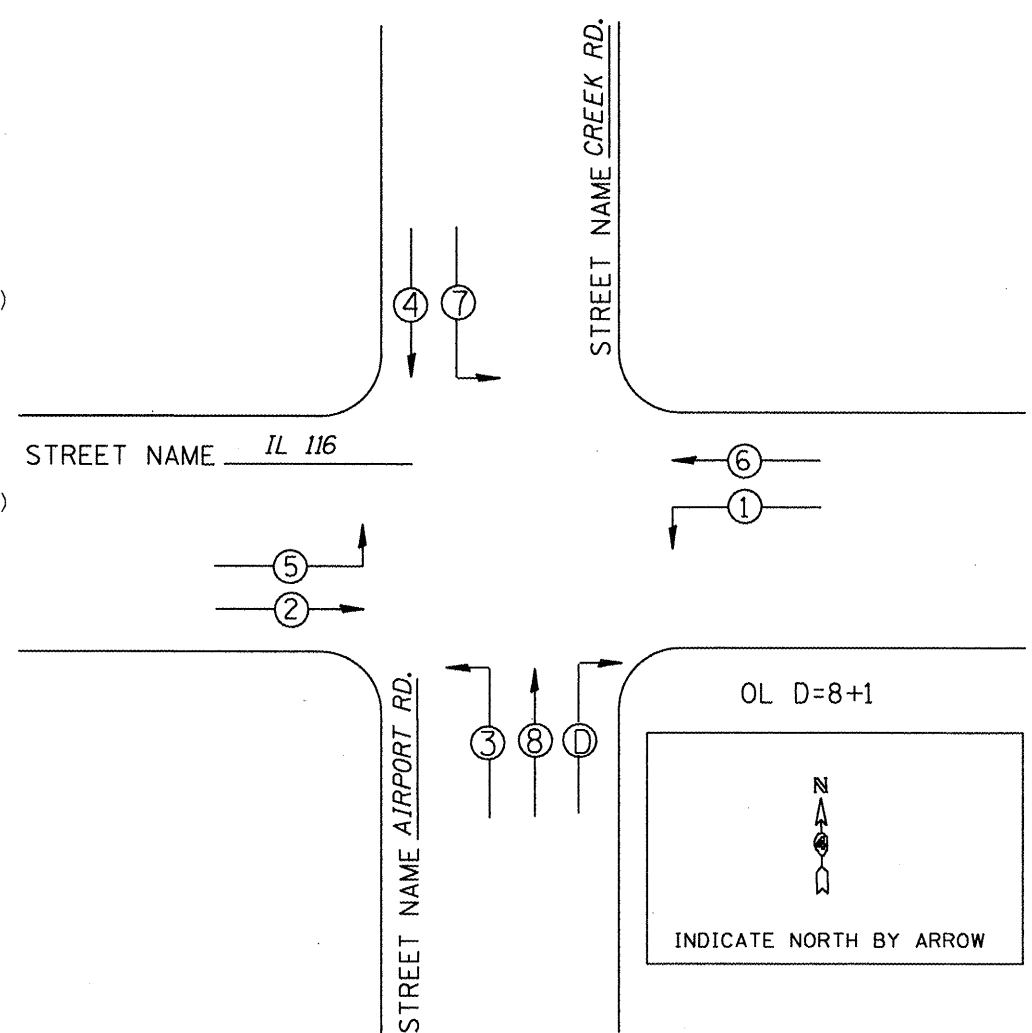 STREET NAME CREEK RD.
)
4 7
STREET NAME IL 116
6
)
1
5
2
STREET NAME AIRPORT RD.
3 8 D
OL D=8+1
N
INDICATE NORTH BY ARROW